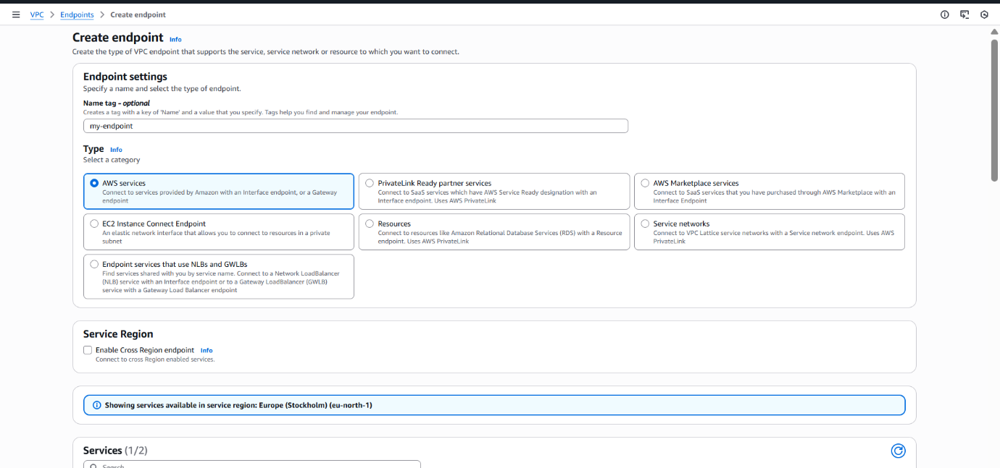 VPC > Endpoints > Create endpoint
Create endpoint Info
Create the type of VPC endpoint that supports the service, service network or resource to which you want to connect.
Endpoint settings
Specify a name and select the type of endpoint.
Name tag - optional
Creates a tag with a key of 'Name' and a value that you specify. Tags help you find and manage your endpoint.
my-endpoint
Type Info
Select a category
AWS services
Connect to services provided by Amazon with an Interface endpoint, or a Gateway
endpoint
PrivateLink Ready partner services
Connect to SaaS services which have AWS Service Ready designation with an
Interface endpoint. Uses AWS PrivateLink
AWS Marketplace services
Connect to SaaS services that you have purchased through AWS Marketplace with an
Interface Endpoint
EC2 Instance Connect Endpoint
An elastic network interface that allows you to connect to resources in a private
subnet
Resources
Connect to resources like Amazon Relational Database Services (RDS) with a Resource
endpoint. Uses AWS PrivateLink
Service networks
Connect to VPC Lattice service networks with a Service network endpoint. Uses AWS
PrivateLink
Endpoint services that use NLBs and GWLBs
Find services shared with you by service name. Connect to a Network LoadBalancer
(NLB) service with an Interface endpoint or to a Gateway LoadBalancer (GWLB)
service with a Gateway Load Balancer endpoint
Service Region
Enable Cross Region endpoint Info
Connect to cross Region enabled services.
Showing services available in service region: Europe (Stockholm) (eu-north-1)
Services (1/2)
Search